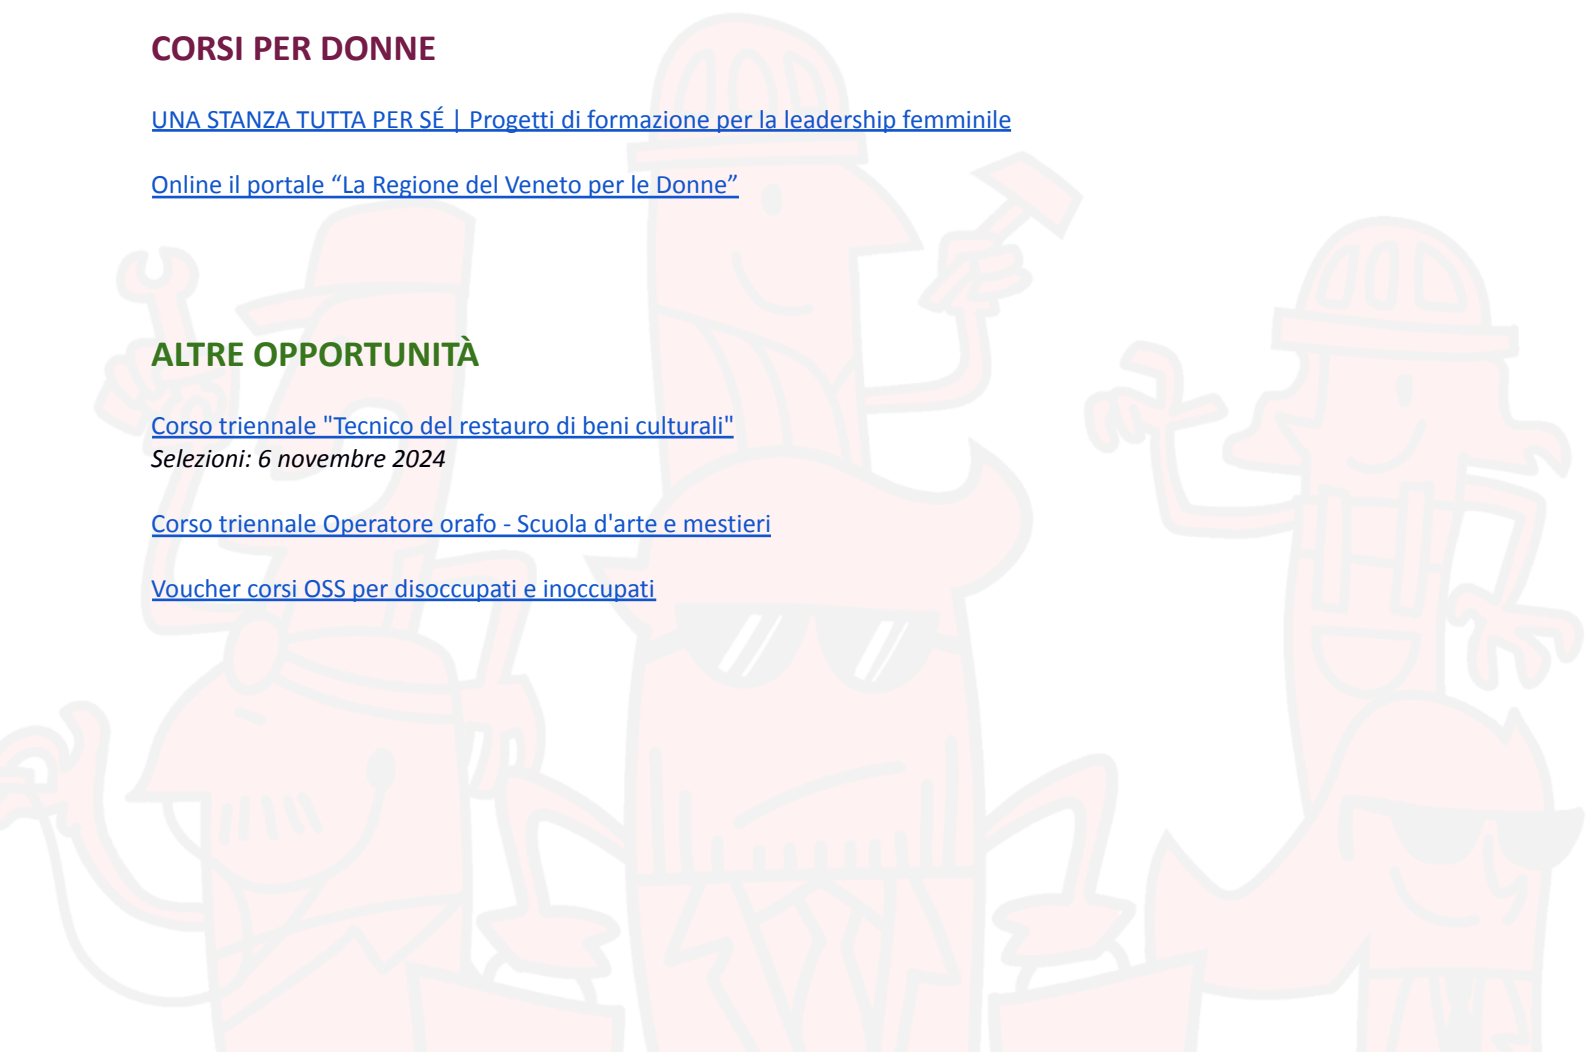 CORSI PER DONNE
UNA STANZA TUTTA PER SÉ | Progetti di formazione per la leadership femminile
Online il portale “La Regione del Veneto per le Donne”
ALTRE OPPORTUNITÀ
Corso triennale "Tecnico del restauro di beni culturali"
Selezioni: 6 novembre 2024
Corso triennale Operatore orafo - Scuola d'arte e mestieri
Voucher corsi OSS per disoccupati e inoccupati